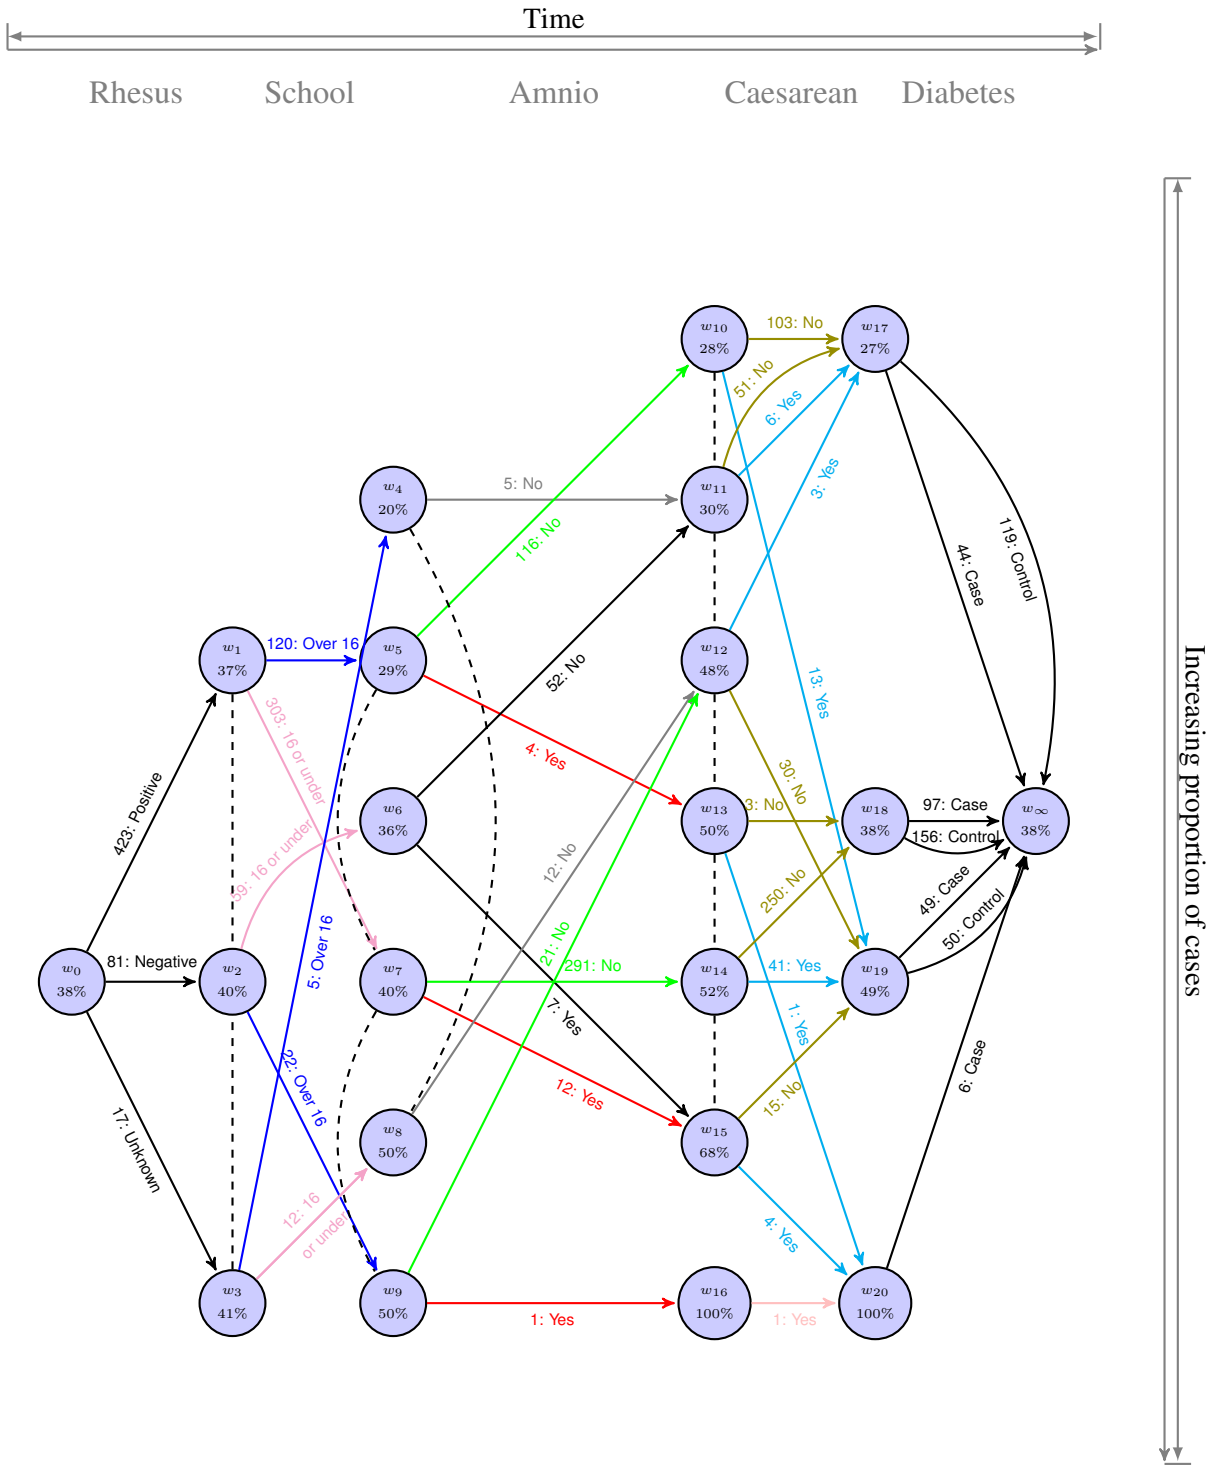 Time
Rhesus School Amnio Caesarean Diabetes
Increasing proportion of cases
w0
38%
423: Positive
81: Negative
17: Unknown
w1
37%
w2
40%
w3
41%
120: Over 16
303: 16 or under
59: 16 or under
22: Over 16
5: Over 16
12: 16
or under
w4
20%
w5
29%
w6
36%
w7
40%
w8
50%
w9
50%
5: No
116: No
4: Yes
52: No
7: Yes
291: No
12: Yes
12: No
21: No
1: Yes
w10
28%
w11
30%
w12
48%
w13
50%
w14
52%
w15
68%
w16
100%
103: No
13: Yes
51: No
6: Yes
3: Yes
30: No
3: No
1: Yes
250: No
41: Yes
15: No
4: Yes
1: Yes
w17
27%
w18
38%
w19
49%
w20
100%
44: Case
119: Control
97: Case
156: Control
49: Case
50: Control
6: Case
w∞
38%